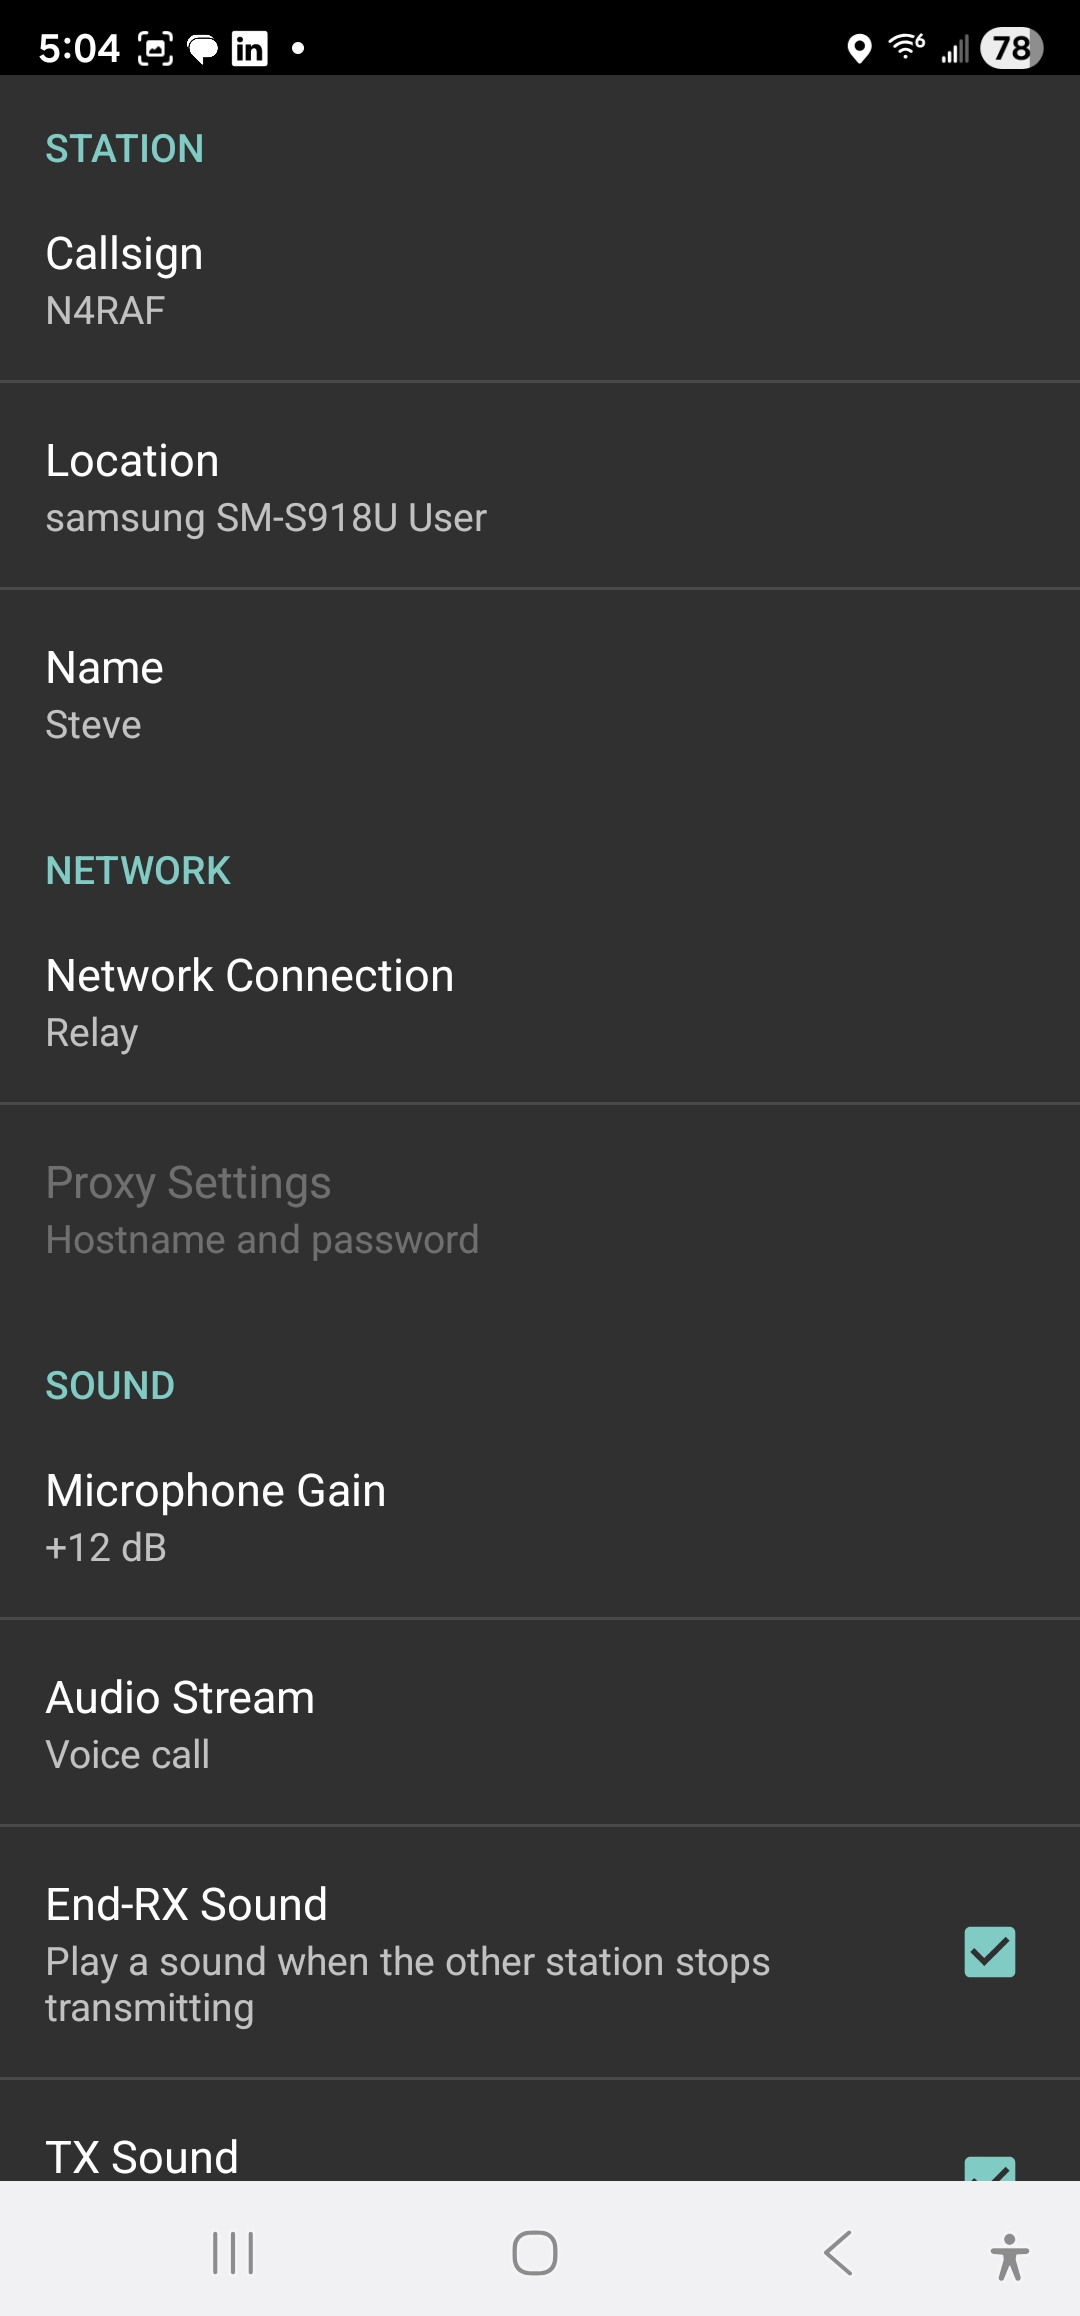 5:04 in 6 78
STATION
Callsign
N4RAF
Location
samsung SM-S918U User
Name
Steve
NETWORK
Network Connection
Relay
Proxy Settings
Hostname and password
SOUND
Microphone Gain
+12 dB
Audio Stream
Voice call
End-RX Sound
Play a sound when the other station stops
transmitting
TX Sound